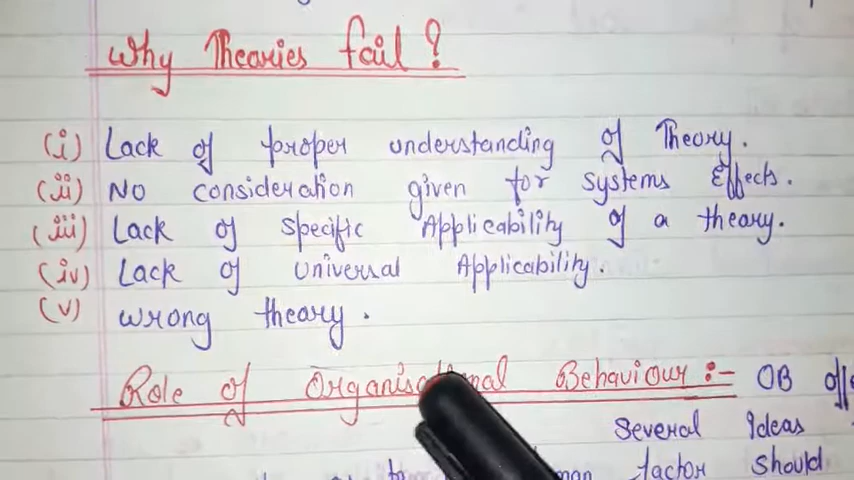 Why Theories fail ?
(i) Lack of proper understanding of Theory.
(ii) No consideration given for systems Effects.
(iii) Lack of specific Applicability of a theory.
(iv) Lack of universal Applicability.
(v) wrong theory.
Role of Organisational Behaviour :- OB
Several Ideas
factor should